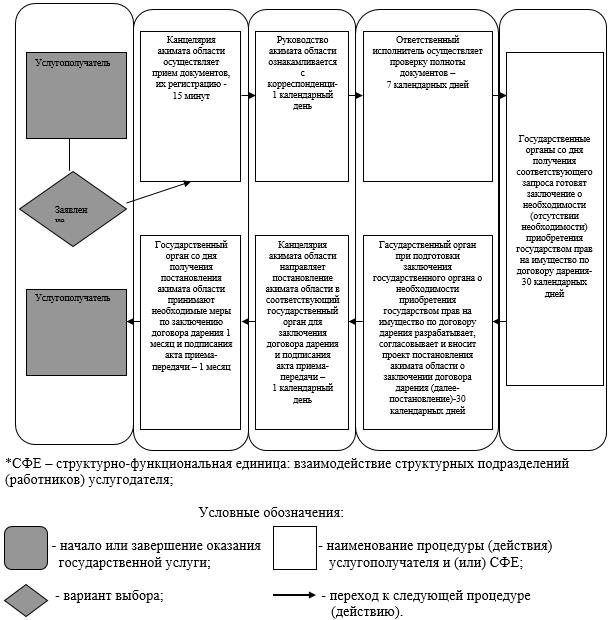 Услугополучатель
Заявлен
ие
Канцелярия
акимата области
осуществляет
прием документов,
их регистрацию -
15 минут
Руководство
акимата области
ознакамливается
с
корреспонденци-
1 календарный
день
Ответственный
исполнитель осуществляет
проверку полноты
документов –
7 календарных дней
Государственные
органы со дня
получения
соответствующего
запроса готовят
заключение о
необходимости
(отсутствии
необходимости)
приобретения
государством прав
на имущество по
договору дарения-
30 календарных
дней
Гасударственный орган
при подготовки
заключения
государственного органа о
необходимости
приобретения
государством прав на
имущество по договору
дарения разрабатывает,
согласовывает и вносит
проект постановления
акимата области о
заключении договора
дарения (далее-
постановление)-30
календарных дней
Канцелярия
акимата области
направляет
постановление
акимата области в
соответствующий
государственный
орган для
заключения
договора дарения
и подписания
акта приема-
передачи –
1 календарный
день
Государственный
орган со дня
получения
постановления
акимата области
принимают
необходимые меры
по заключению
договора дарения 1
месяц и подписания
акта приема-
передачи – 1 месяц
Услугополучатель
*СФЕ – структурно-функциональная единица: взаимодействие структурных подразделений
(работников) услугодателя;
Условные обозначения:
- начало или завершение оказания
государственной услуги;
- наименование процедуры (действия)
услугополучателя и (или) СФЕ;
- вариант выбора;
- переход к следующей процедуре
(действию).